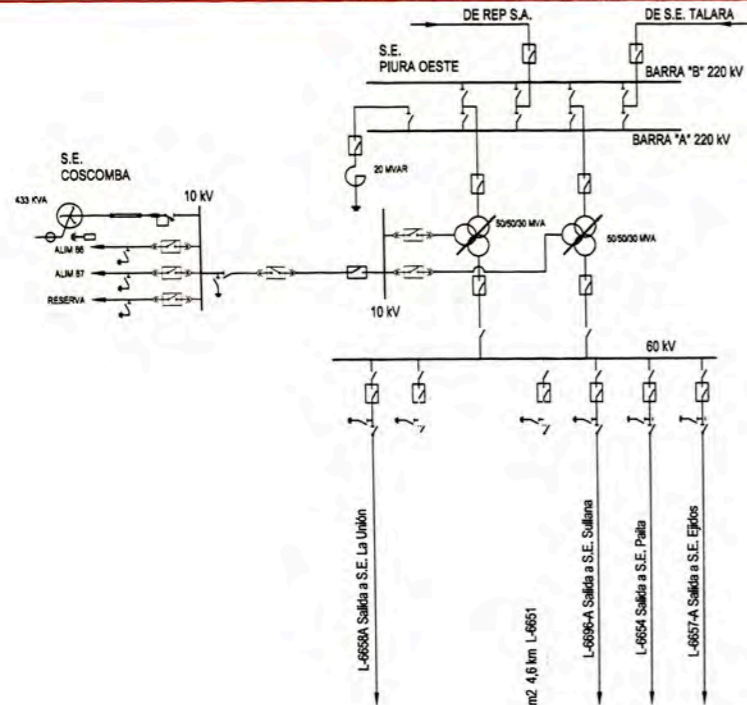 DE REP S.A.
DE S.E. TALARA
S.E.
PIURA OESTE
BARRA "B" 220 kV
BARRA "A" 220 kV
S.E.
COSCOMBA
20 MVAR
433 KVA
10 kV
50/50/30 MVA
50/50/30 MVA
ALIM 66
ALIM 67
RESERVA
10 kV
60 kV
L-6658A Salida a S.E. La Unión
m2 4,6 km L-6651
L-6696-A Salida a S.E. Sullana
L-6654 Salida a S.E. Paita
L-6657-A Salida a S.E. Ejidos